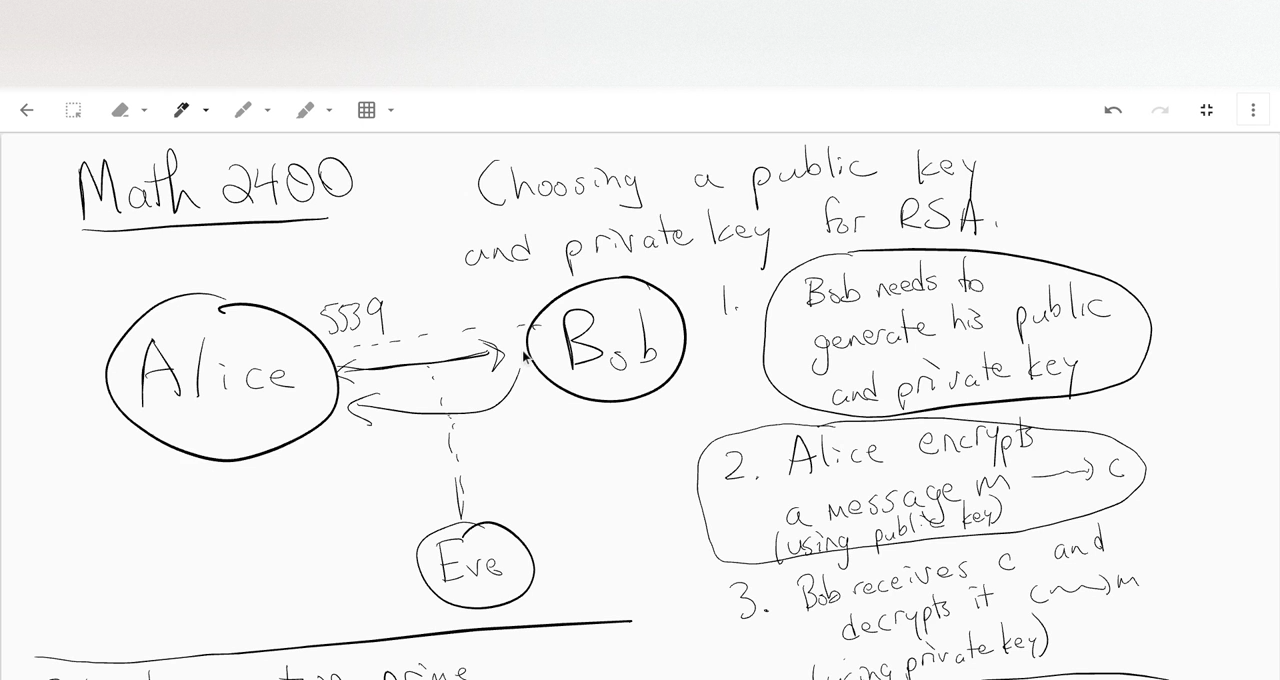 Math 2400
Choosing a public key
and private key for RSA.
Alice
5539
Bob
Eve
1. Bob needs to
generate his public
and private key
2. Alice encrypts
a message m → c
(using public key)
3. Bob receives c and
decrypts it c → m
(using private key)
prime